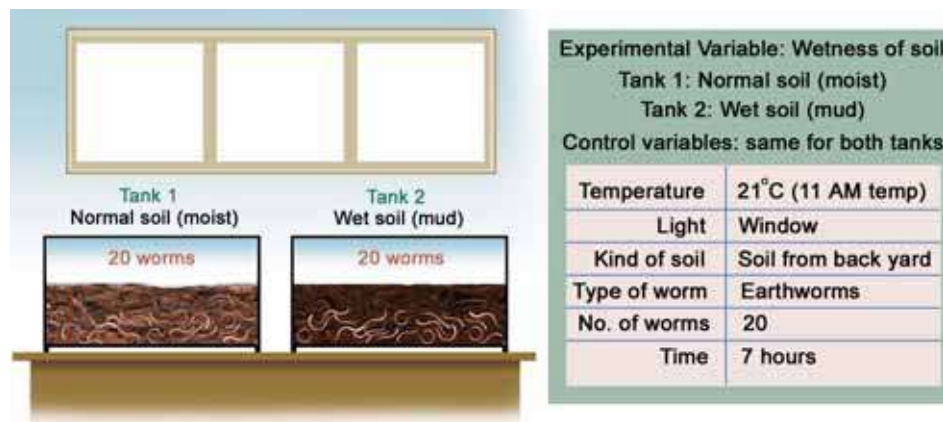 Tank 1
Normal soil (moist)
20 worms
Tank 2
Wet soil (mud)
20 worms
Experimental Variable: Wetness of soil
Tank 1: Normal soil (moist)
Tank 2: Wet soil (mud)
Control variables: same for both tanks
Temperature 21°C (11 AM temp)
Light Window
Kind of soil Soil from back yard
Type of worm Earthworms
No. of worms 20
Time 7 hours